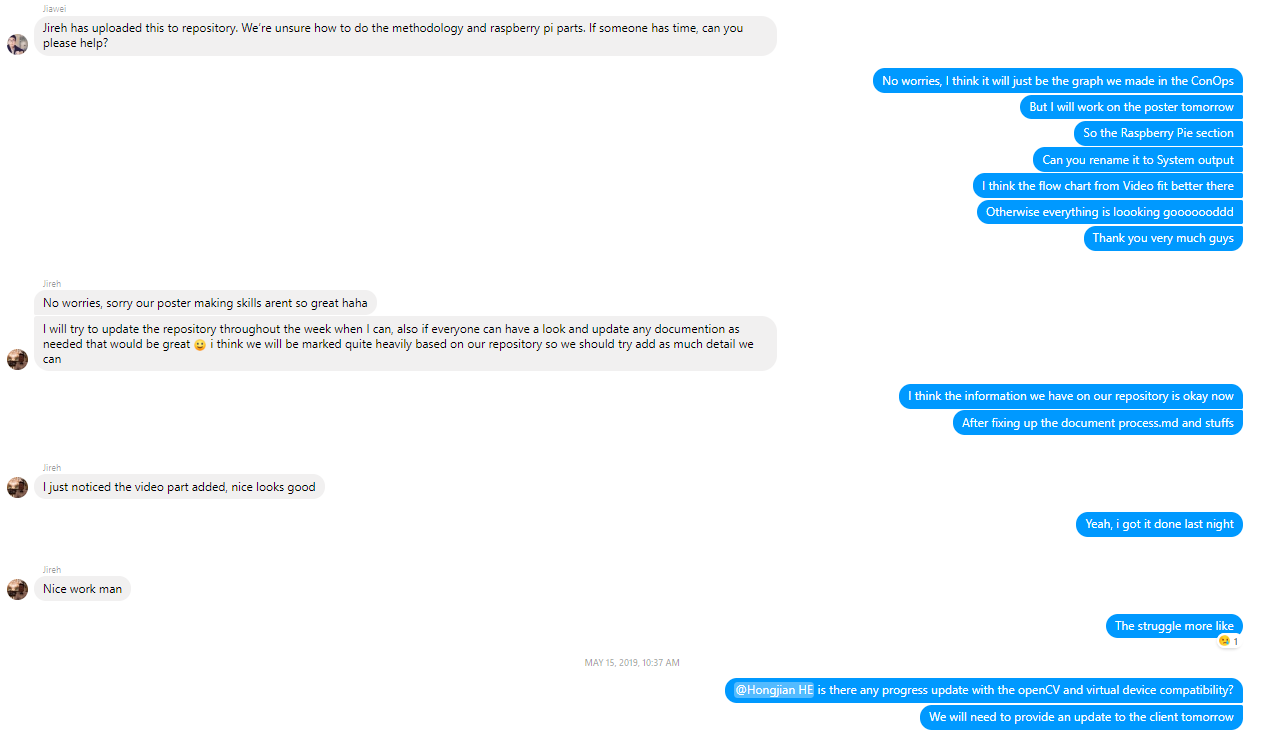 Jiawei
Jireh has uploaded this to repository. We're unsure how to do the methodology and raspberry pi parts. If someone has time, can you
please help?
No worries, I think it will just be the graph we made in the ConOps
But I will work on the poster tomorrow
So the Raspberry Pie section
Can you rename it to System output
I think the flow chart from Video fit better there
Otherwise everything is loooking gooooooddd
Thank you very much guys
Jireh
No worries, sorry our poster making skills arent so great haha
I will try to update the repository throughout the week when I can, also if everyone can have a look and update any documention as
needed that would be great 😀 i think we will be marked quite heavily based on our repository so we should try add as much detail we
can
I think the information we have on our repository is okay now
After fixing up the document process.md and stuffs
Jireh
I just noticed the video part added, nice looks good
Yeah, i got it done last night
Jireh
Nice work man
The struggle more like
1
MAY 15, 2019, 10:37 AM
@Hongjian HE is there any progress update with the openCV and virtual device compatibility?
We will need to provide an update to the client tomorrow